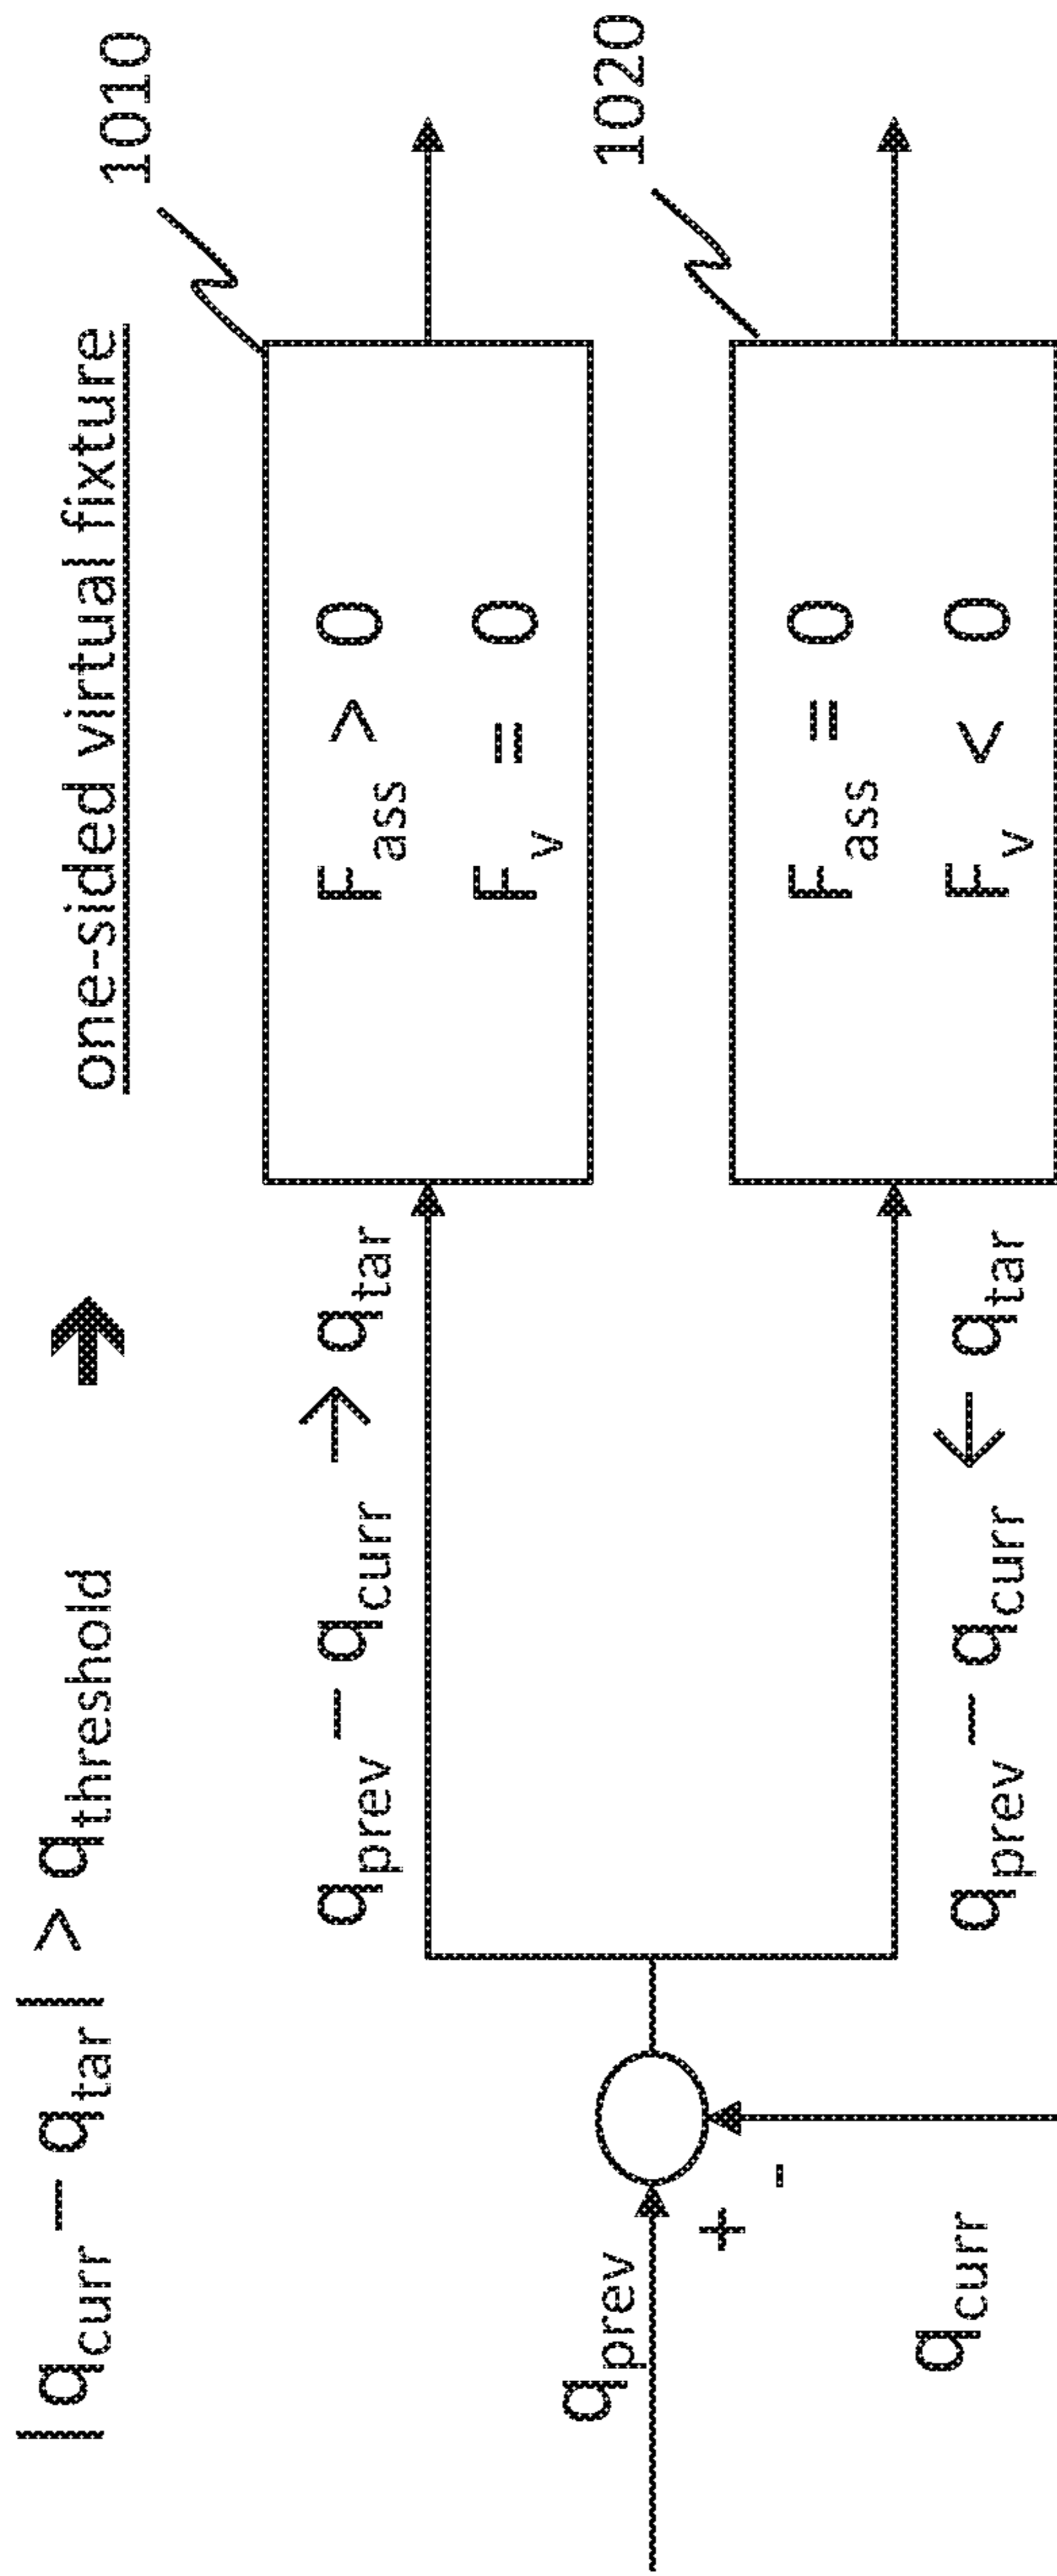 |q_curr − q_tar| > q_threshold → one-sided virtual fixture
1010
q_prev − q_curr → q_tar
F_ass > 0
F_v = 0
q_prev
+
-
q_curr
1020
q_prev − q_curr ← q_tar
F_ass = 0
F_v < 0